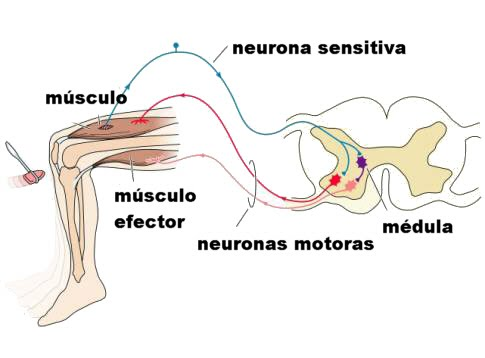 neurona sensitiva
músculo
músculo
efector
médula
neuronas motoras